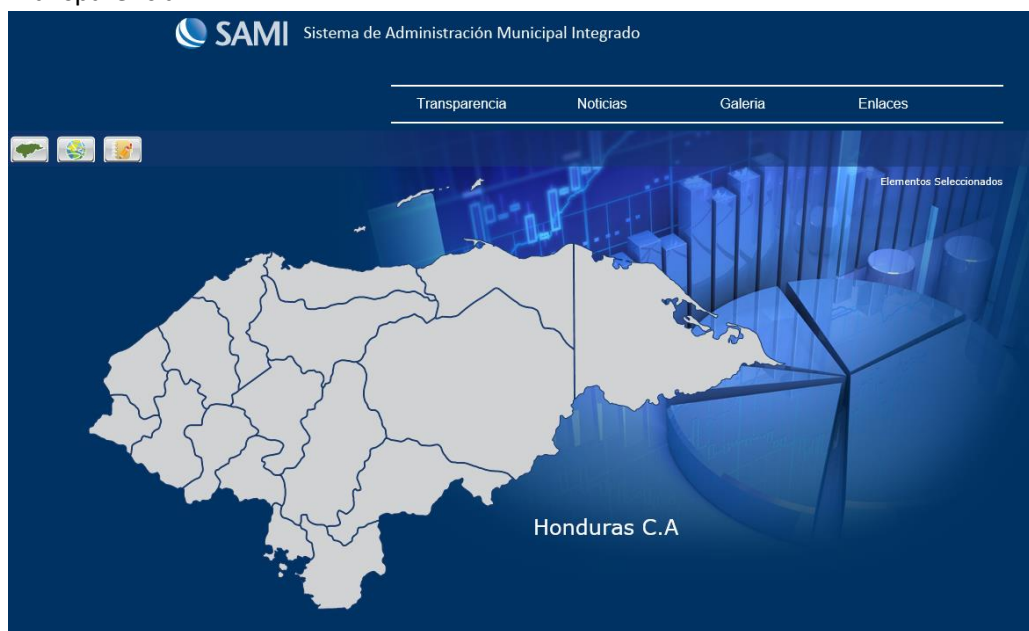 SAMI Sistema de Administración Municipal Integrado
Transparencia Noticias Galeria Enlaces
Elementos Seleccionados
Honduras C.A